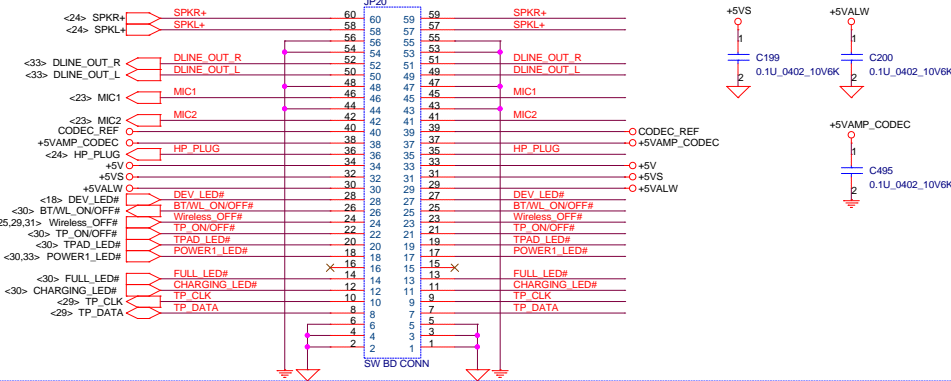 JP20
<24> SPKR+ SPKR+ 60 60 59 59 SPKR+
<24> SPKL+ SPKL+ 58 58 57 57 SPKL+
56 56 55 55
54 54 53 53
<33> DLINE_OUT_R DLINE_OUT_R 52 52 51 51 DLINE_OUT_R
<33> DLINE_OUT_L DLINE_OUT_L 50 50 49 49 DLINE_OUT_L
48 48 47 47
<23> MIC1 MIC1 46 46 45 45 MIC1
44 44 43 43
<23> MIC2 MIC2 42 42 41 41 MIC2
CODEC_REF 40 40 39 39 CODEC_REF
+5VAMP_CODEC 38 38 37 37 +5VAMP_CODEC
<24> HP_PLUG HP_PLUG 36 36 35 35 HP_PLUG
+5V 34 34 33 33 +5V
+5VS 32 32 31 31 +5VS
+5VALW 30 30 29 29 +5VALW
<18> DEV_LED# DEV_LED# 28 28 27 27 DEV_LED#
<30> BT/WL_ON/OFF# BT/WL_ON/OFF# 26 26 25 25 BT/WL_ON/OFF#
25,29,31> Wireless_OFF# Wireless_OFF# 24 24 23 23 Wireless_OFF#
<30> TP_ON/OFF# TP_ON/OFF# 22 22 21 21 TP_ON/OFF#
<30> TPAD_LED# TPAD_LED# 20 20 19 19 TPAD_LED#
<30,33> POWER1_LED# POWER1_LED# 18 18 17 17 POWER1_LED#
16 16 15 15
<30> FULL_LED# FULL_LED# 14 14 13 13 FULL_LED#
<30> CHARGING_LED# CHARGING_LED# 12 12 11 11 CHARGING_LED#
<29> TP_CLK TP_CLK 10 10 9 9 TP_CLK
<29> TP_DATA TP_DATA 8 8 7 7 TP_DATA
6 6 5 5
4 4 3 3
2 2 1 1
SW BD CONN
+5VS
1
C199
0.1U_0402_10V6K
2
+5VALW
1
C200
0.1U_0402_10V6K
2
+5VAMP_CODEC
1
C495
0.1U_0402_10V6K
2